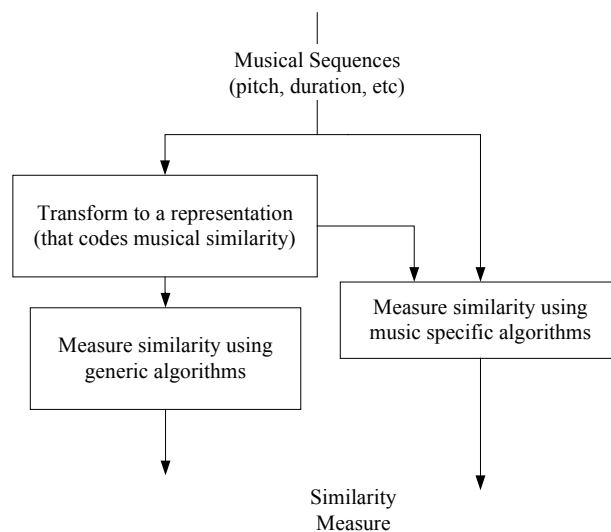 Musical Sequences
(pitch, duration, etc)
Transform to a representation
(that codes musical similarity)
Measure similarity using
music specific algorithms
Measure similarity using
generic algorithms
Similarity
Measure